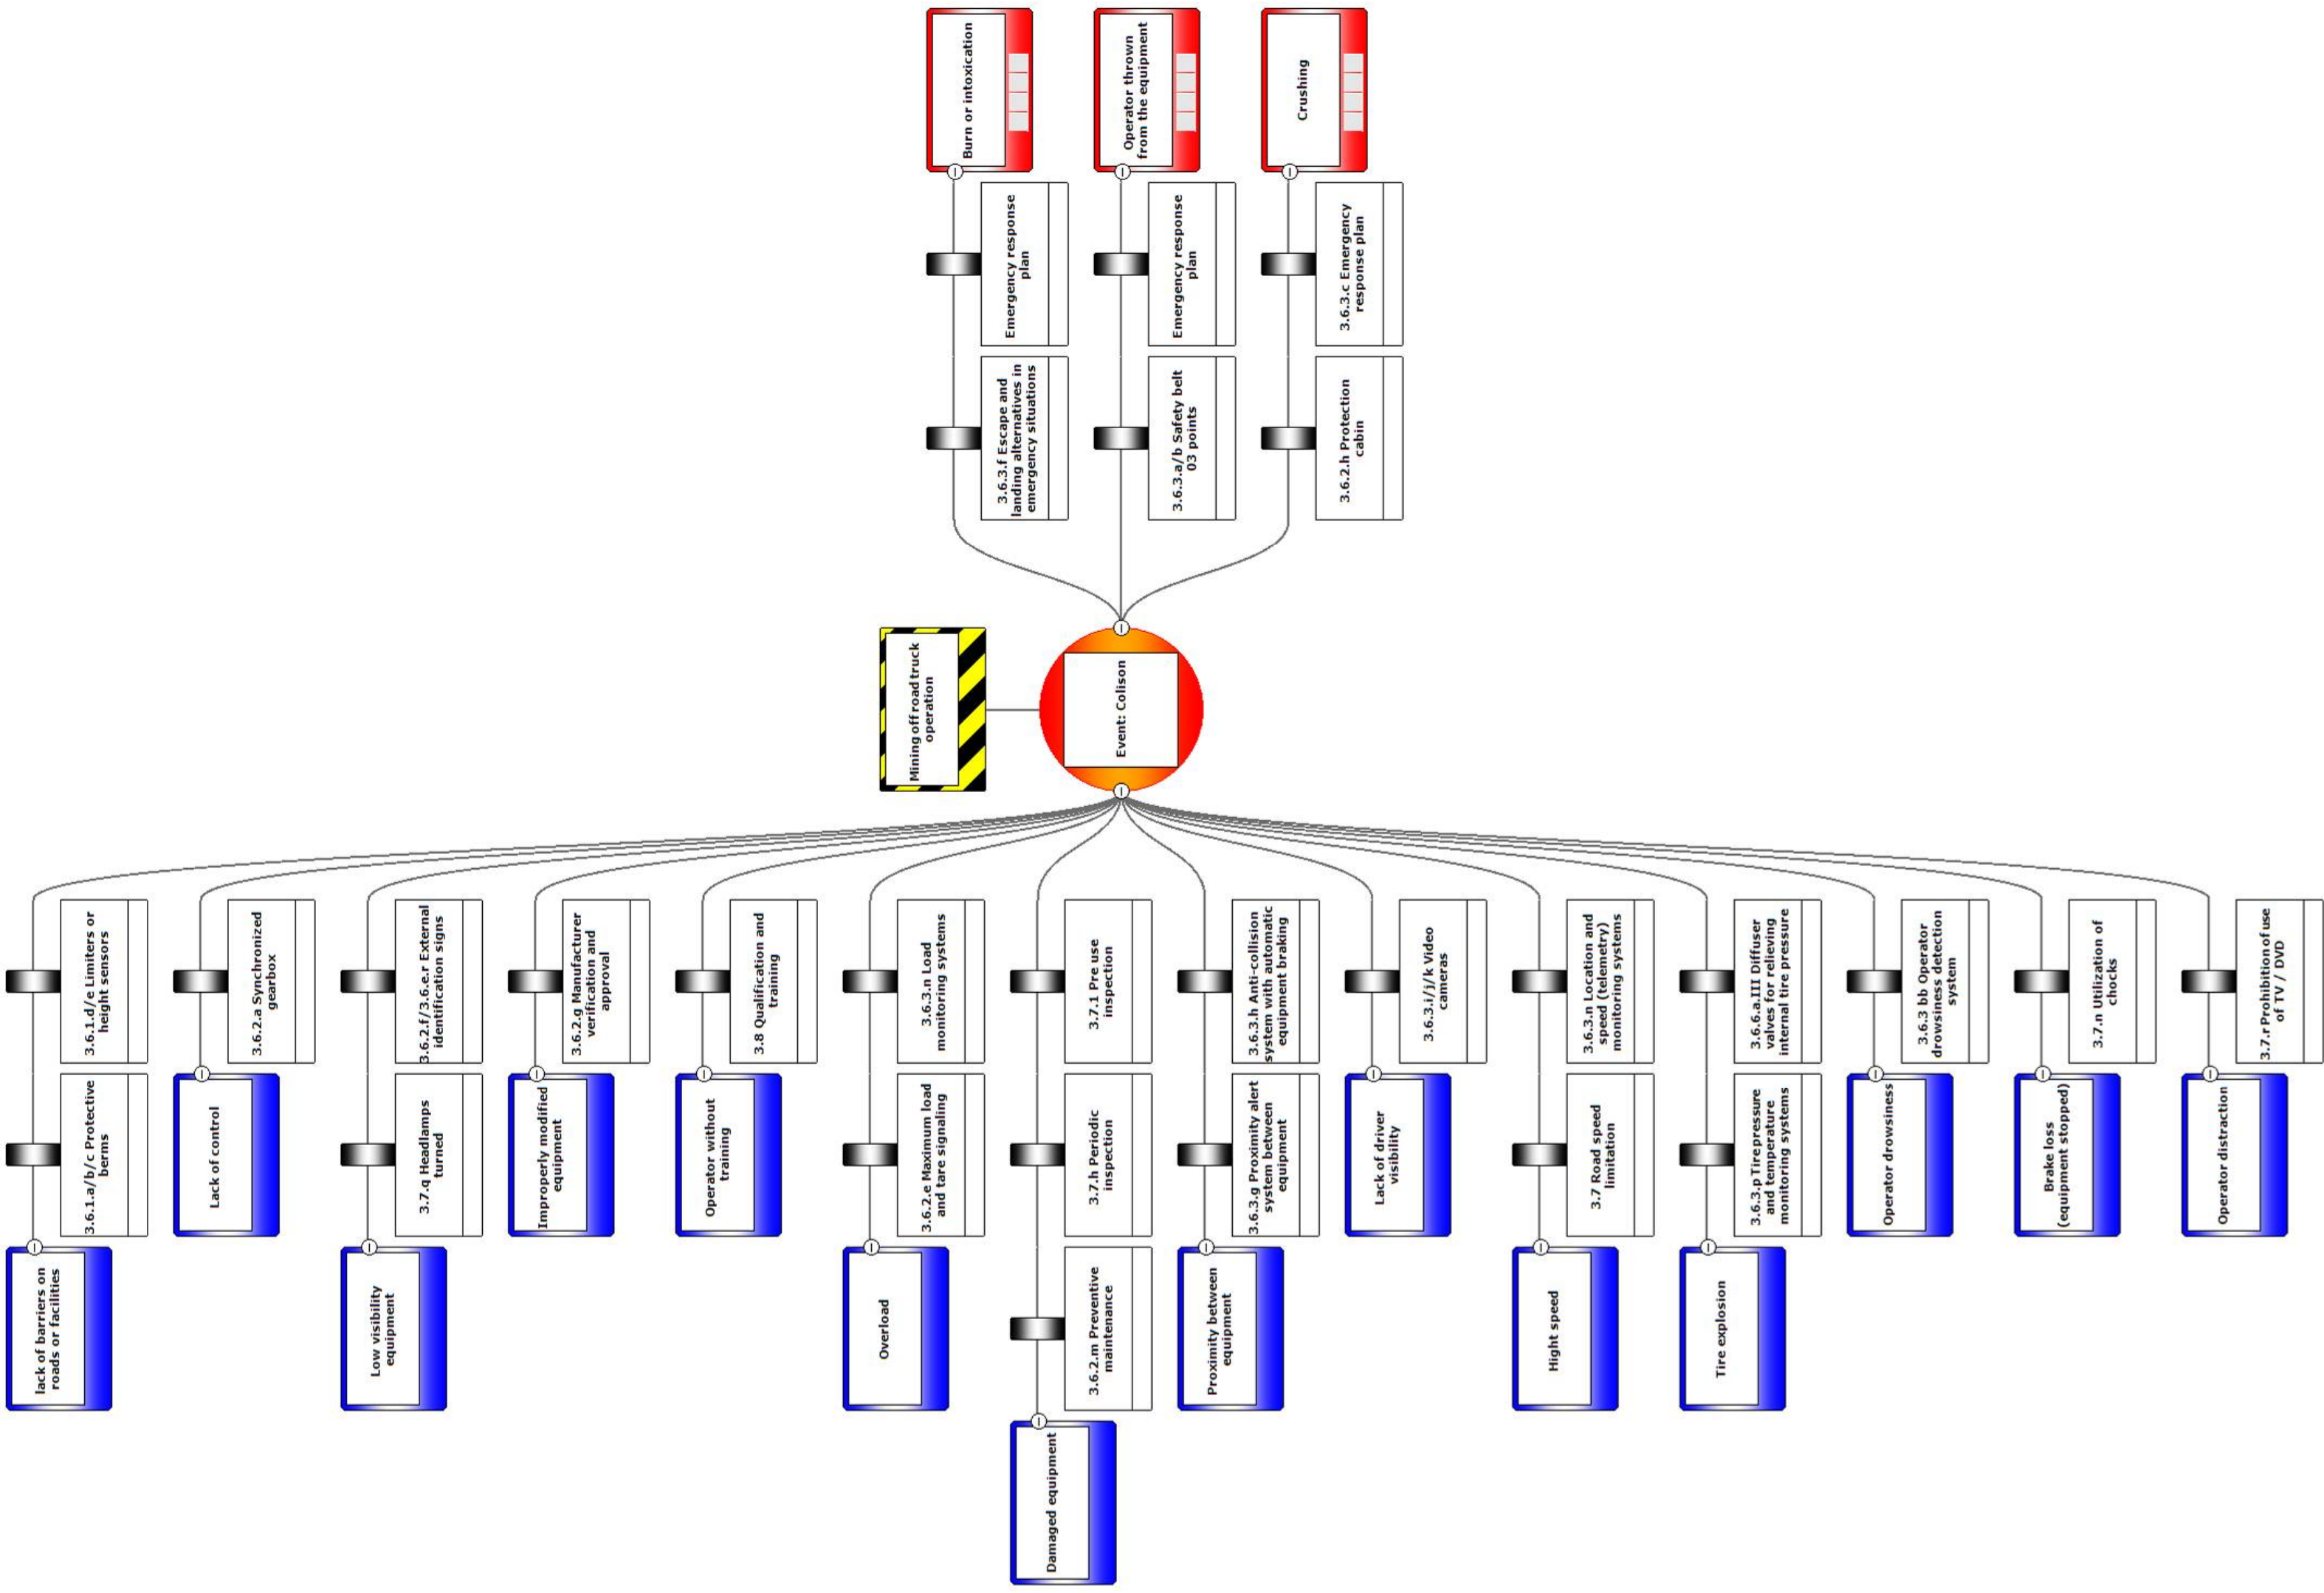 Burn or intoxication
Operator thrown
from the equipment
Crushing
Emergency response
plan
Emergency response
plan
3.6.3.c Emergency
response plan
3.6.3.f Escape and
landing alternatives in
emergency situations
3.6.3.a/b Safety belt
03 points
3.6.2.h Protection
cabin
Mining off road truck
operation
Event: Colison
3.6.1.d/e Limiters or
height sensors
3.6.2.a Synchronized
gearbox
3.6.2.f/3.6.e.r External
identification signs
3.6.2.g Manufacturer
verification and
approval
3.8 Qualification and
training
3.6.3.n Load
monitoring systems
3.7.1 Pre use
inspection
3.6.3.h Anti-collision
system with automatic
equipment braking
3.6.3.i/j/k Video
cameras
3.6.3.n Location and
speed (telemetry)
monitoring systems
3.6.6.a.III Diffuser
valves for relieving
internal tire pressure
3.6.3 bb Operator
drowsiness detection
system
3.7.n Utilization of
chocks
3.7.r Prohibition of use
of TV / DVD
3.6.1.a/b/c Protective
berms
Lack of control
3.7.q Headlamps
turned
Improperly modified
equipment
Operator without
training
3.6.2.e Maximum load
and tare signaling
3.7.h Periodic
inspection
3.6.3.g Proximity alert
system between
equipment
Lack of driver
visibility
3.7 Road speed
limitation
3.6.3.p Tire pressure
and temperature
monitoring systems
Operator drowsiness
Brake loss
(equipment stopped)
Operator distraction
lack of barriers on
roads or facilities
Low visibility
equipment
Overload
3.6.2.m Preventive
maintenance
Proximity between
equipment
Hight speed
Tire explosion
Damaged equipment